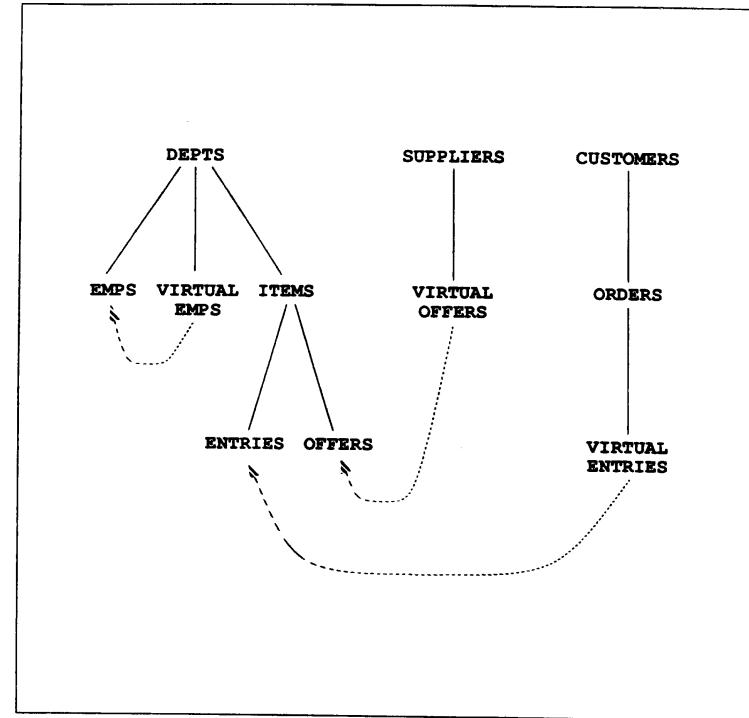 DEPTS SUPPLIERS CUSTOMERS
EMPS VIRTUAL ITEMS VIRTUAL ORDERS
EMPS OFFERS
ENTRIES OFFERS VIRTUAL
ENTRIES